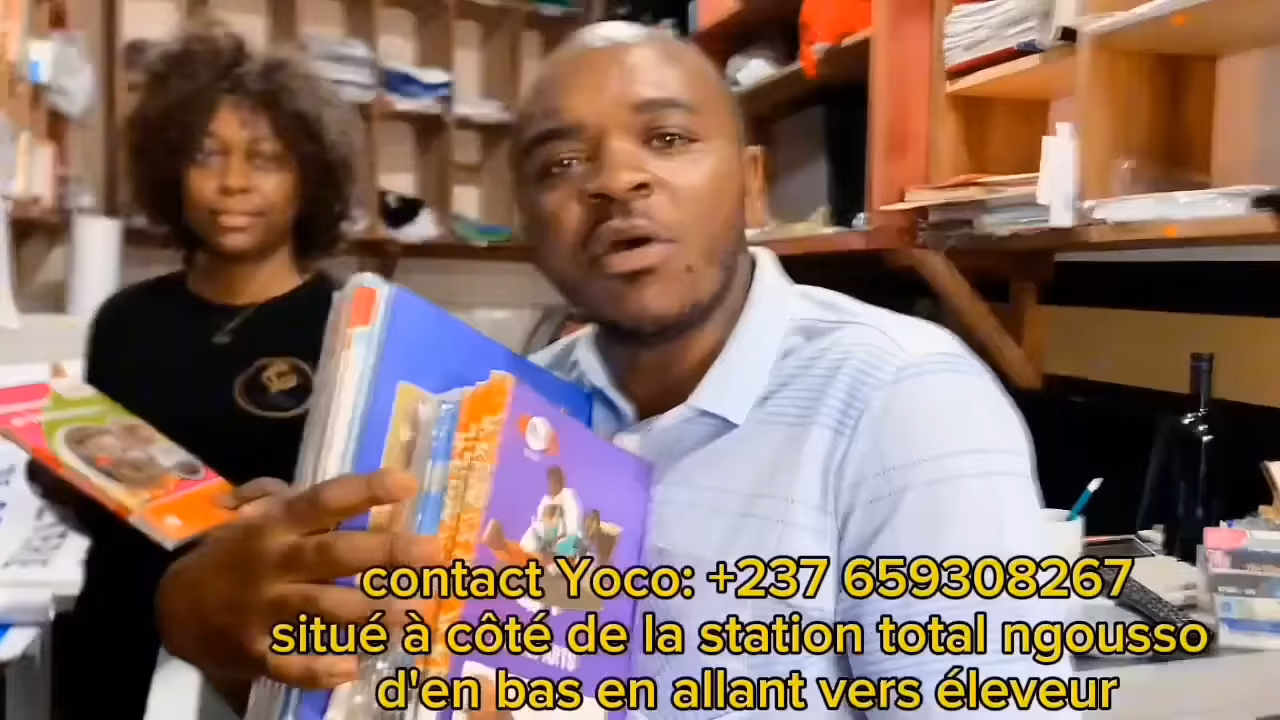 contact Yoco: +237 659308267
situé à côté de la station total ngousso
d'en bas en allant vers éleveur